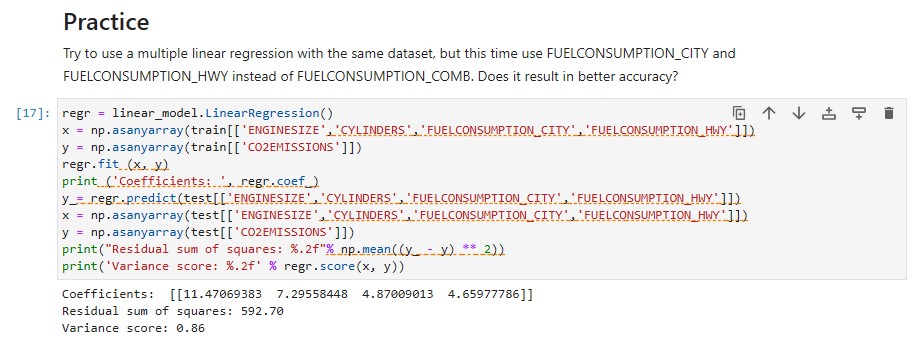 Practice
Try to use a multiple linear regression with the same dataset, but this time use FUELCONSUMPTION_CITY and
FUELCONSUMPTION_HWY instead of FUELCONSUMPTION_COMB. Does it result in better accuracy?
[17]: regr = linear_model.LinearRegression()
x = np.asanyarray(train[['ENGINESIZE','CYLINDERS','FUELCONSUMPTION_CITY','FUELCONSUMPTION_HWY']])
y = np.asanyarray(train[['CO2EMISSIONS']])
regr.fit (x, y)
print ('Coefficients: ', regr.coef_)
y_= regr.predict(test[['ENGINESIZE','CYLINDERS','FUELCONSUMPTION_CITY','FUELCONSUMPTION_HWY']])
x = np.asanyarray(test[['ENGINESIZE','CYLINDERS','FUELCONSUMPTION_CITY','FUELCONSUMPTION_HWY']])
y = np.asanyarray(test[['CO2EMISSIONS']])
print("Residual sum of squares: %.2f"% np.mean((y_ - y) ** 2))
print('Variance score: %.2f' % regr.score(x, y))
Coefficients:  [[11.47069383  7.29558448  4.87009013  4.65977786]]
Residual sum of squares: 592.70
Variance score: 0.86